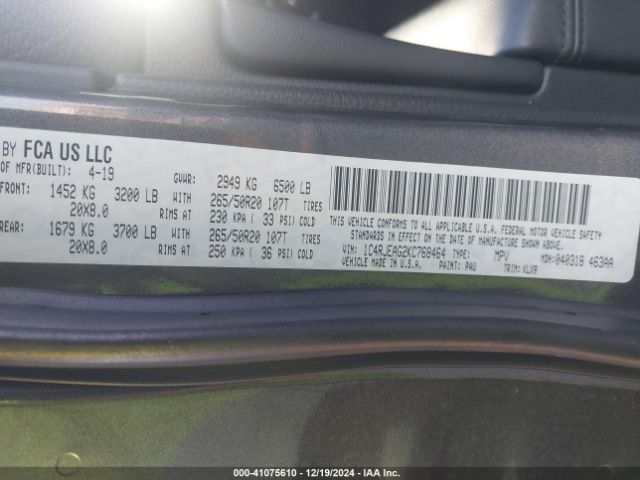 BY FCA US LLC
OF MFR(BUILT): 4-19 GVWR: 2949 KG 6500 LB
FRONT: 1452 KG 3200 LB WITH 265/50R20 107T TIRES
20X8.0 RIMS AT 230 KPA ( 33 PSI) COLD
REAR: 1679 KG 3700 LB WITH 265/50R20 107T TIRES
20X8.0 RIMS AT 250 KPA ( 36 PSI) COLD
THIS VEHICLE CONFORMS TO ALL APPLICABLE U.S.A. FEDERAL MOTOR VEHICLE SAFETY
STANDARDS IN EFFECT ON THE DATE OF MANUFACTURE SHOWN ABOVE.
VIN: 1C4RJEAG2KC768464 TYPE: MPV MDH: 040318 463AA
VEHICLE MADE IN U.S.A. PAINT: PAU TRIM: KLX9
00-41075610 - 12/19/2024 - IAA Inc.